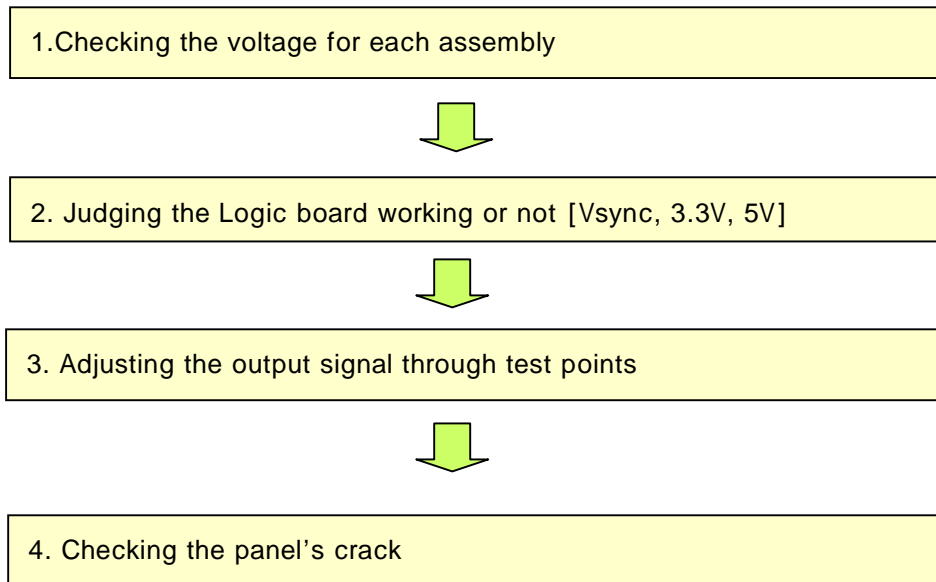 1.Checking the voltage for each assembly
2. Judging the Logic board working or not [Vsync, 3.3V, 5V]
3. Adjusting the output signal through test points
4. Checking the panel’s crack